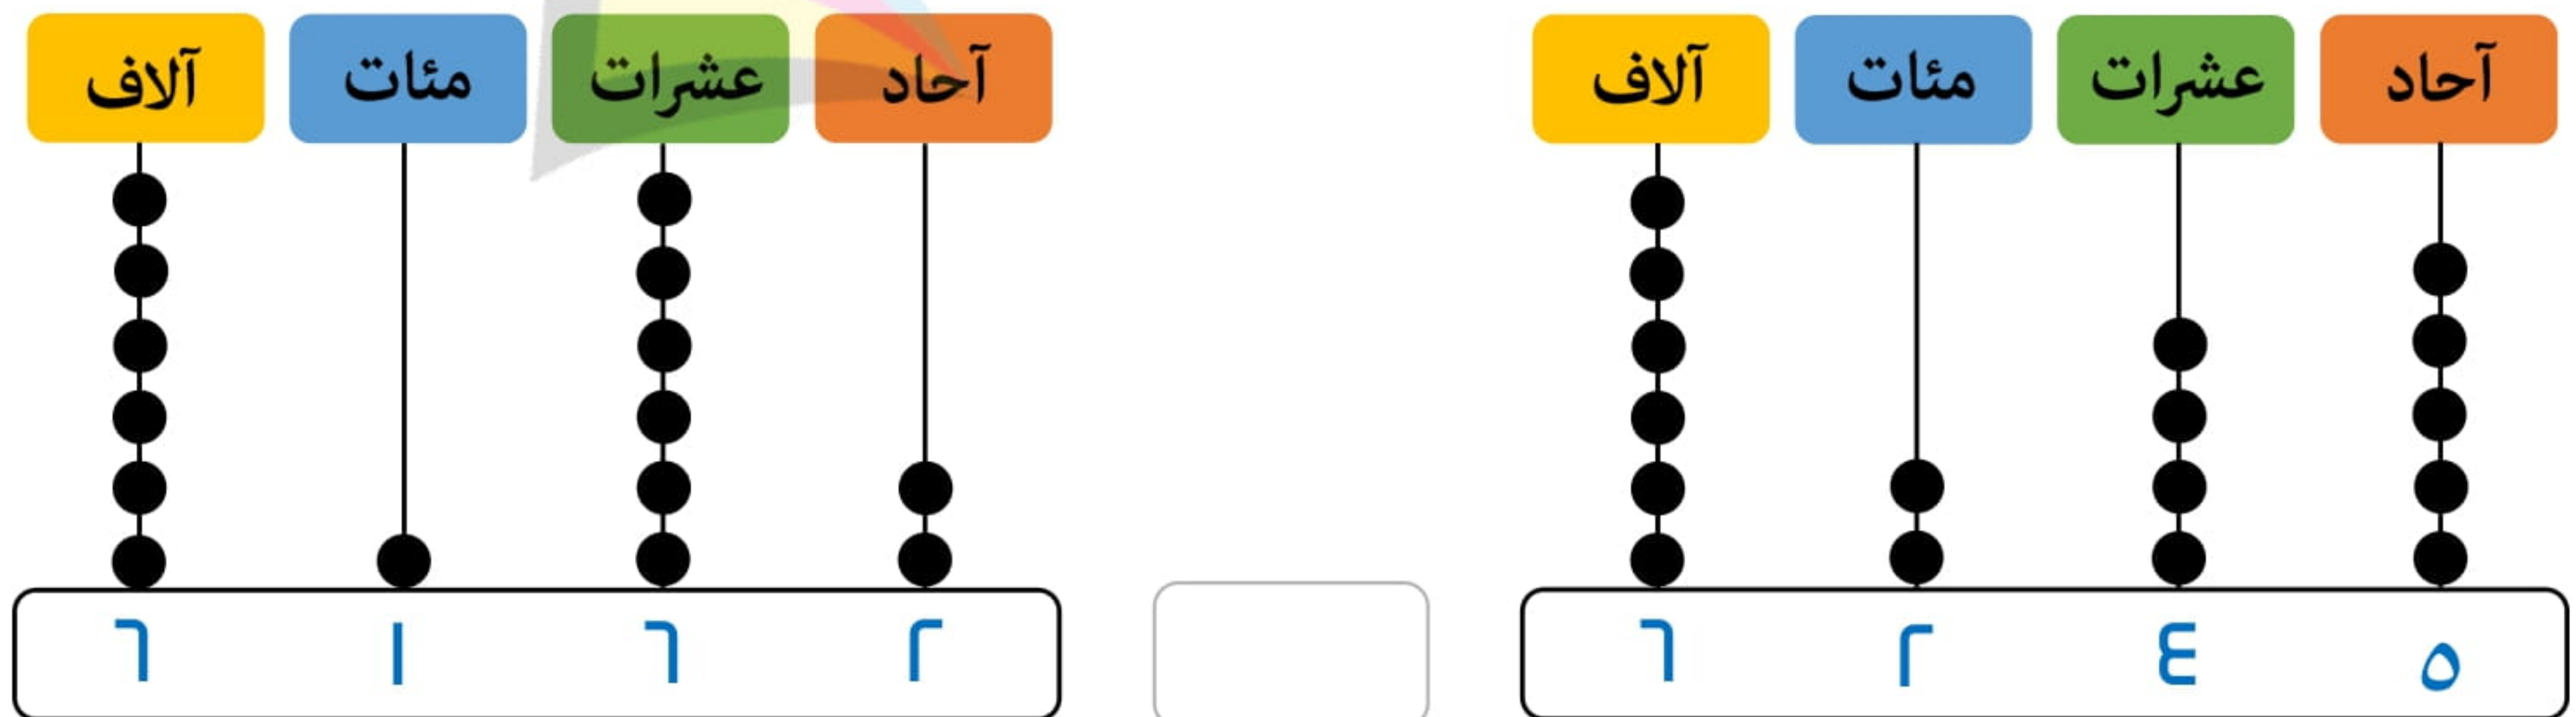 آحاد عشرات مئات آلاف
آحاد عشرات مئات آلاف
٦ ٢ ٤ ٥
٦ ١ ٦ ٢